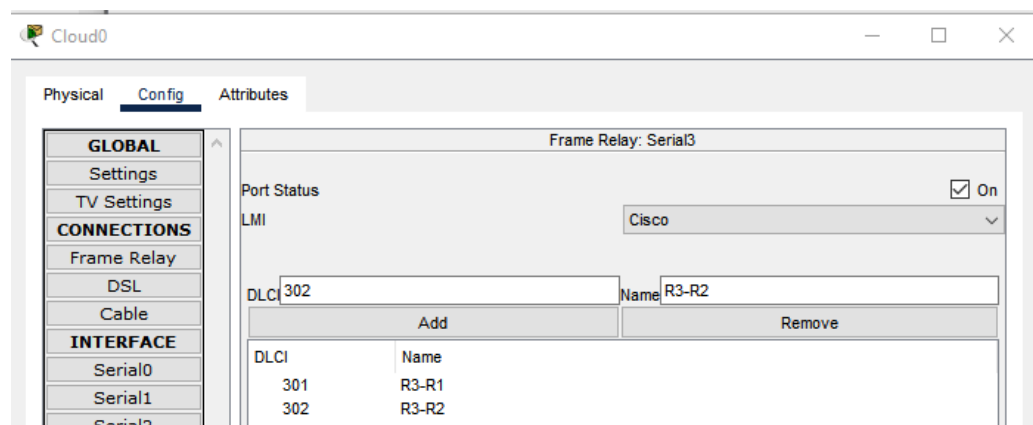 Cloud0
Physical Config Attributes
GLOBAL
Settings
TV Settings
CONNECTIONS
Frame Relay
DSL
Cable
INTERFACE
Serial0
Serial1
Frame Relay: Serial3
Port Status On
LMI Cisco
DLCI 302 Name R3-R2
Add Remove
DLCI Name
301 R3-R1
302 R3-R2